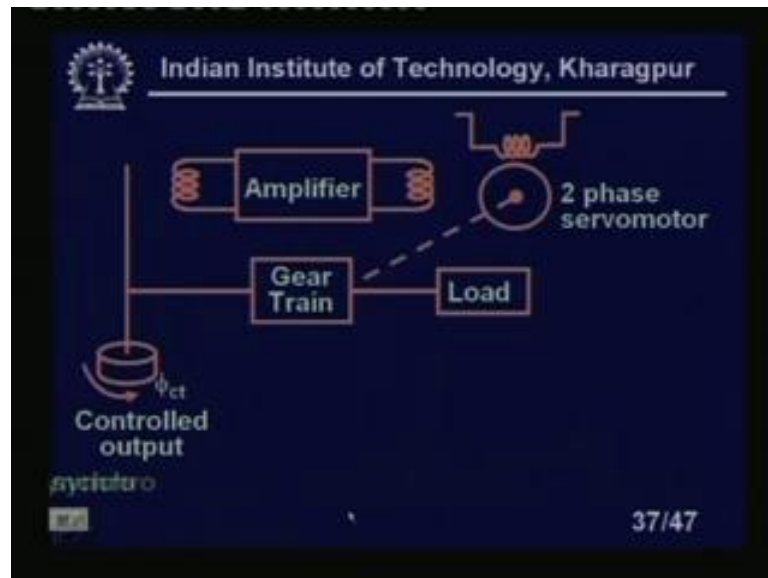 Indian Institute of Technology, Kharagpur
Amplifier
2 phase
servomotor
Gear
Train
Load
ϕct
Controlled
output
37/47